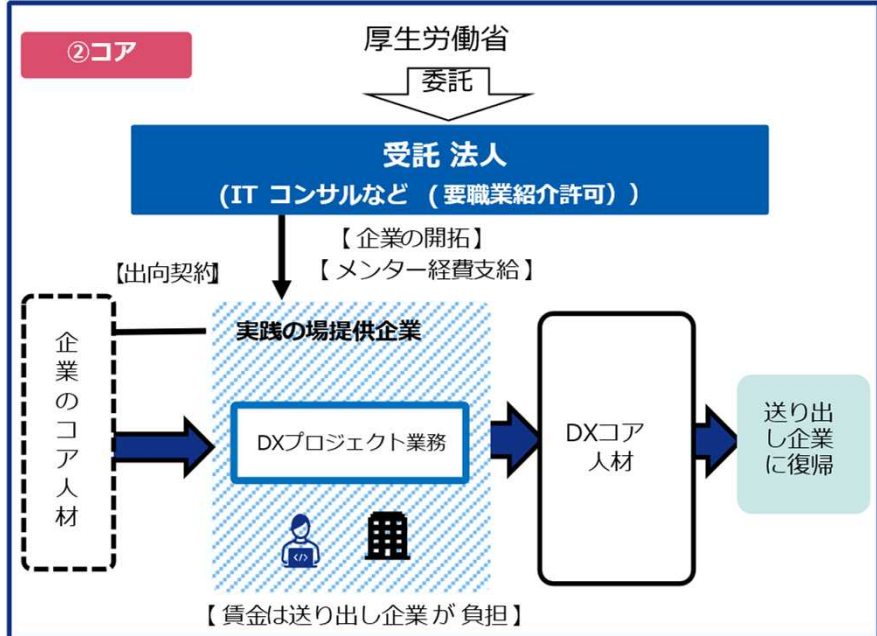 ②コア
厚生労働省
委託
受託 法人
(IT コンサルなど (要職業紹介許可) )
【 企業の開拓】
【 メンター経費支給】
【出向契約】
企業のコア人材
実践の場提供企業
DXプロジェクト業務
</>
DXコア
人材
送り出
し企業
に復帰
【 賃金は送り出し企業 が 負担】